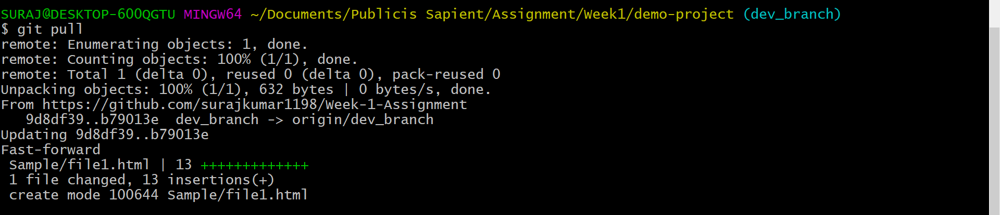 SURAJ@DESKTOP-600QGTU MINGW64 ~/Documents/Publicis Sapient/Assignment/Week1/demo-project (dev_branch)
$ git pull
remote: Enumerating objects: 1, done.
remote: Counting objects: 100% (1/1), done.
remote: Total 1 (delta 0), reused 0 (delta 0), pack-reused 0
Unpacking objects: 100% (1/1), 632 bytes | 0 bytes/s, done.
From https://github.com/surajkumar1198/Week-1-Assignment
   9d8df39..b79013e  dev_branch -> origin/dev_branch
Updating 9d8df39..b79013e
Fast-forward
 Sample/file1.html | 13 +++++++++++++
 1 file changed, 13 insertions(+)
 create mode 100644 Sample/file1.html